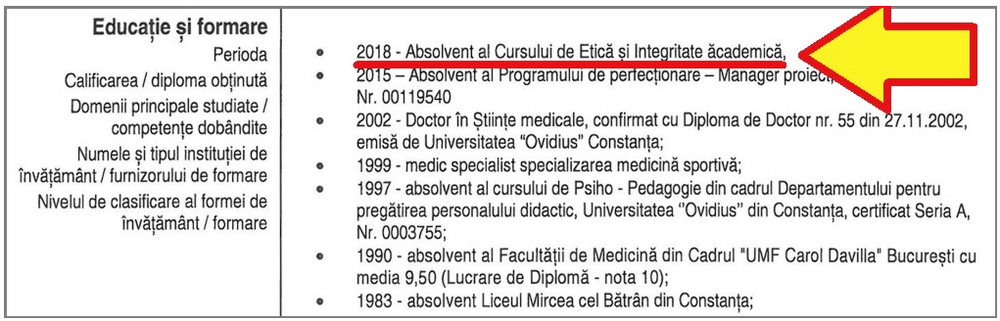 Educație și formare
Perioda
Calificarea / diploma obținută
Domenii principale studiate /
competențe dobândite
Numele și tipul instituției de
învățământ / furnizorului de formare
Nivelul de clasificare al formei de
învățământ / formare
• 2018 - Absolvent al Cursului de Etică și Integritate ăcademică,
• 2015 – Absolvent al Programului de perfecționare – Manager proiect,
Nr. 00119540
• 2002 - Doctor în Științe medicale, confirmat cu Diploma de Doctor nr. 55 din 27.11.2002,
emisă de Universitatea "Ovidius" Constanța;
• 1999 - medic specialist specializarea medicină sportivă;
• 1997 - absolvent al cursului de Psiho - Pedagogie din cadrul Departamentului pentru
pregătirea personalului didactic, Universitatea "Ovidius" din Constanța, certificat Seria A,
Nr. 0003755;
• 1990 - absolvent al Facultății de Medicină din Cadrul "UMF Carol Davilla" București cu
media 9,50 (Lucrare de Diplomă - nota 10);
• 1983 - absolvent Liceul Mircea cel Bătrân din Constanța;